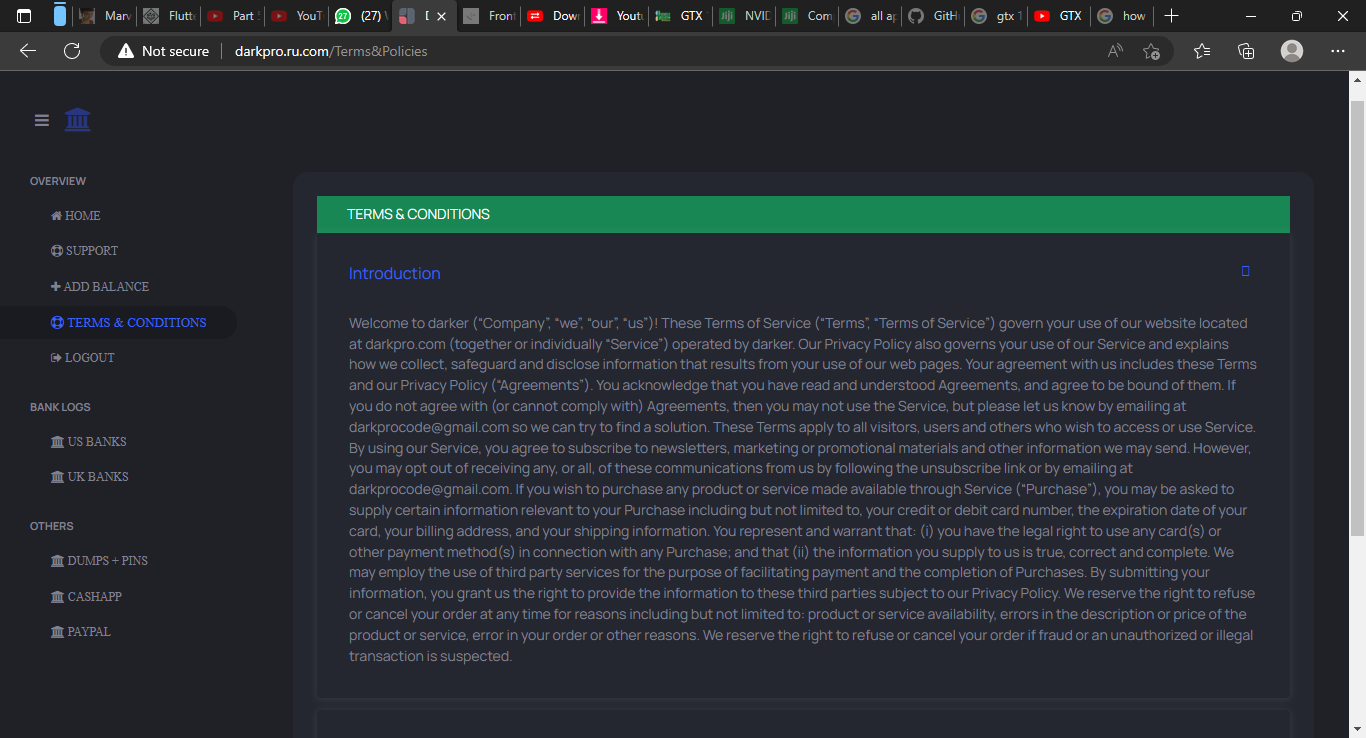 Marv
Flutt
Part
YouT
27
(27)
Front
Dow
Youtu
GTX
Jiji
NVID
Jiji
Com
all ap
GitH
gtx 1
GTX
how
Not secure
darkpro.ru.com/Terms&Policies
OVERVIEW
HOME
SUPPORT
ADD BALANCE
TERMS & CONDITIONS
LOGOUT
BANK LOGS
US BANKS
UK BANKS
OTHERS
DUMPS + PINS
CASHAPP
PAYPAL
TERMS & CONDITIONS
Introduction
Welcome to darker (“Company”, “we”, “our”, “us”)! These Terms of Service (“Terms”, “Terms of Service”) govern your use of our website located
at darkpro.com (together or individually “Service”) operated by darker. Our Privacy Policy also governs your use of our Service and explains
how we collect, safeguard and disclose information that results from your use of our web pages. Your agreement with us includes these Terms
and our Privacy Policy (“Agreements”). You acknowledge that you have read and understood Agreements, and agree to be bound of them. If
you do not agree with (or cannot comply with) Agreements, then you may not use the Service, but please let us know by emailing at
darkprocode@gmail.com so we can try to find a solution. These Terms apply to all visitors, users and others who wish to access or use Service.
By using our Service, you agree to subscribe to newsletters, marketing or promotional materials and other information we may send. However,
you may opt out of receiving any, or all, of these communications from us by following the unsubscribe link or by emailing at
darkprocode@gmail.com. If you wish to purchase any product or service made available through Service (“Purchase”), you may be asked to
supply certain information relevant to your Purchase including but not limited to, your credit or debit card number, the expiration date of your
card, your billing address, and your shipping information. You represent and warrant that: (i) you have the legal right to use any card(s) or
other payment method(s) in connection with any Purchase; and that (ii) the information you supply to us is true, correct and complete. We
may employ the use of third party services for the purpose of facilitating payment and the completion of Purchases. By submitting your
information, you grant us the right to provide the information to these third parties subject to our Privacy Policy. We reserve the right to refuse
or cancel your order at any time for reasons including but not limited to: product or service availability, errors in the description or price of the
product or service, error in your order or other reasons. We reserve the right to refuse or cancel your order if fraud or an unauthorized or illegal
transaction is suspected.